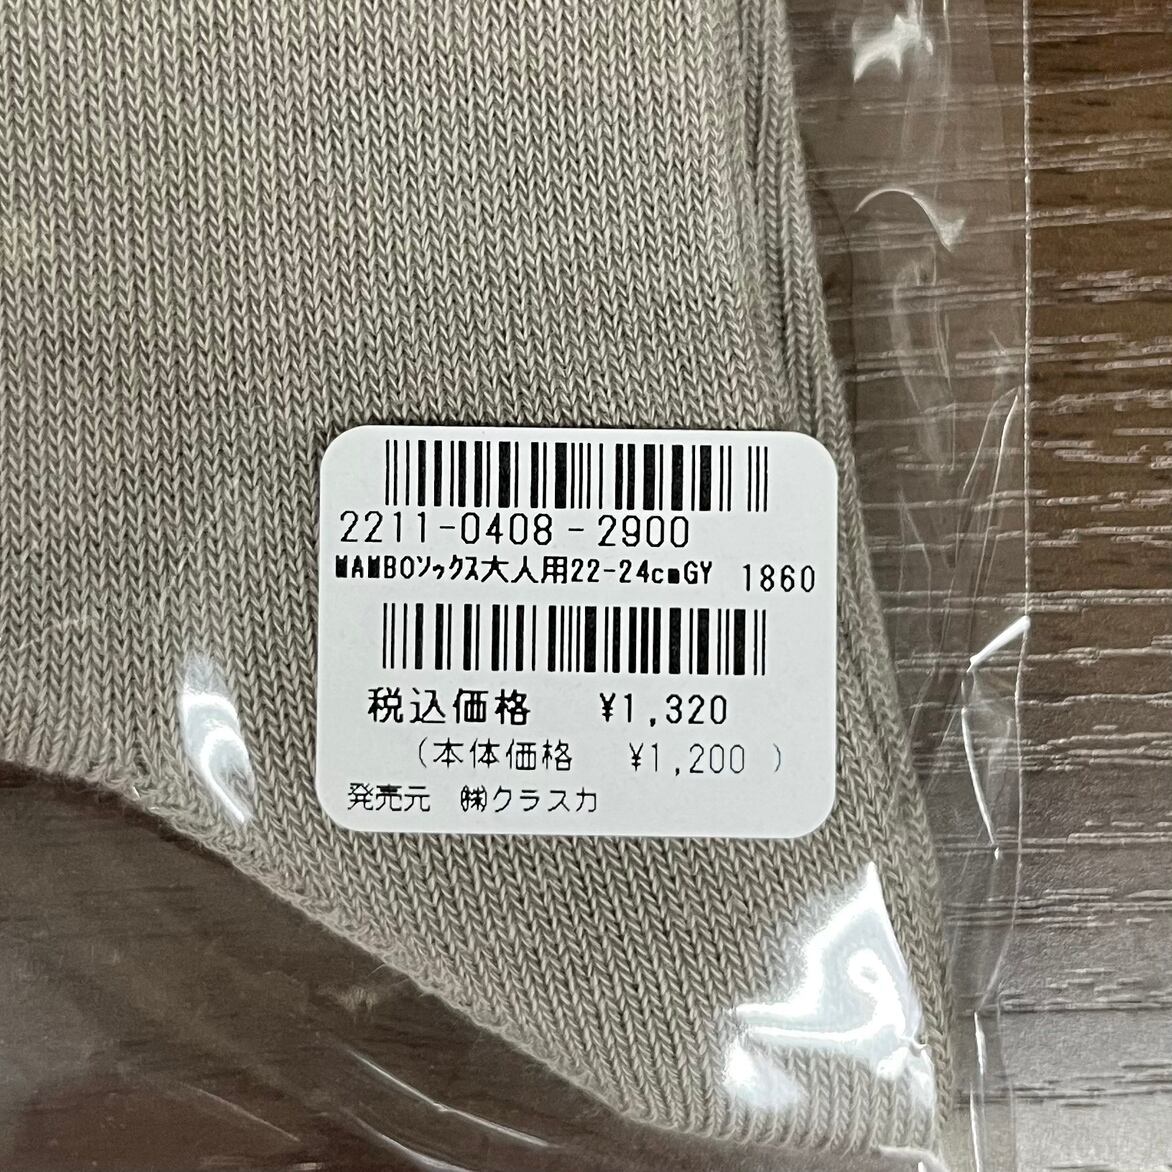 2211-0408-2900
MAMBOソックス大人用22-24cmGY 1860
税込価格 ¥1,320
(本体価格 ¥1,200 )
発売元 ㈱クラスカ